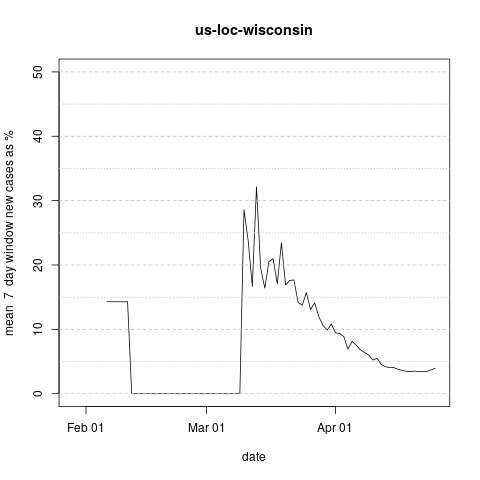 us-loc-wisconsin
mean 7 day window new cases as %
50
40
30
20
10
0
Feb 01
Mar 01
Apr 01
date